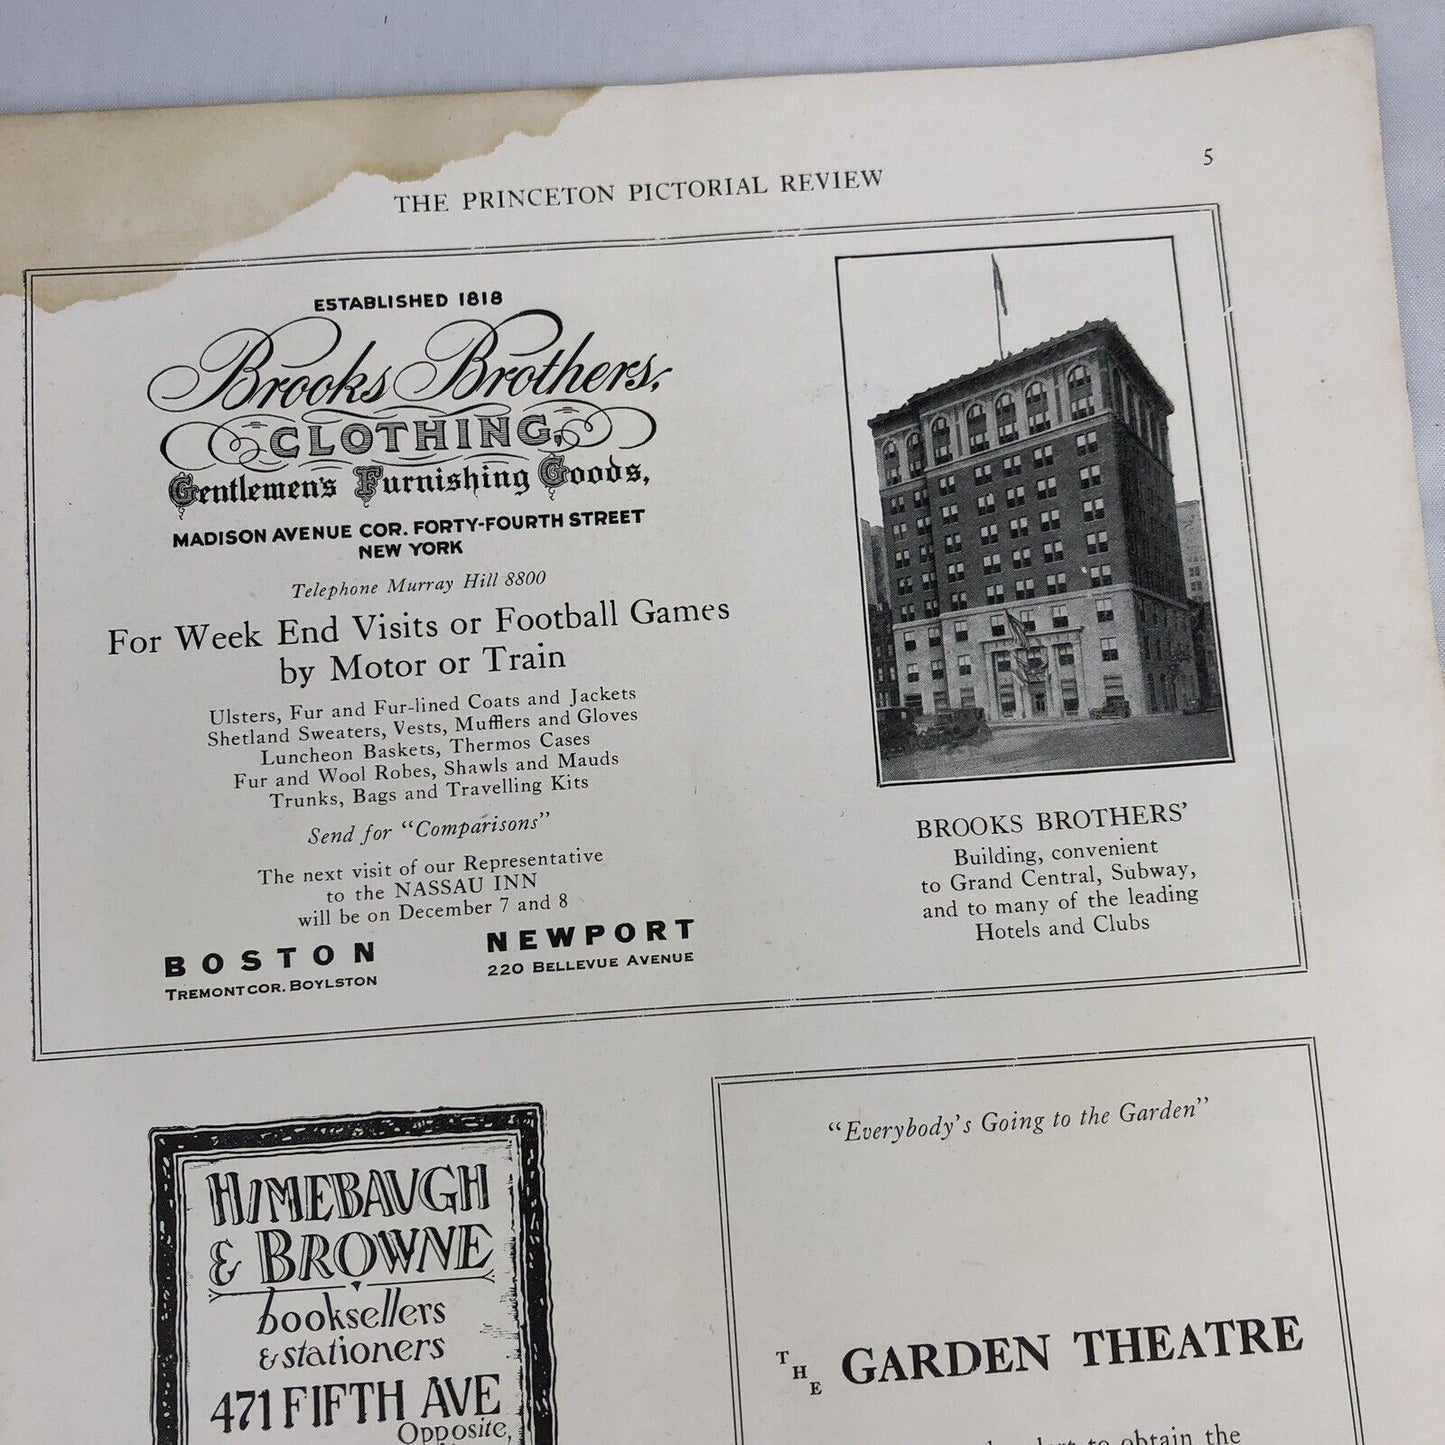 THE PRINCETON PICTORIAL REVIEW
5
ESTABLISHED 1818
Brooks Brothers,
CLOTHING,
Gentlemen's Furnishing Goods,
MADISON AVENUE COR. FORTY-FOURTH STREET
NEW YORK
Telephone Murray Hill 8800
For Week End Visits or Football Games
by Motor or Train
Ulsters, Fur and Fur-lined Coats and Jackets
Shetland Sweaters, Vests, Mufflers and Gloves
Luncheon Baskets, Thermos Cases
Fur and Wool Robes, Shawls and Mauds
Trunks, Bags and Travelling Kits
Send for "Comparisons"
The next visit of our Representative
to the NASSAU INN
will be on December 7 and 8
BOSTON
TREMONT COR. BOYLSTON
NEWPORT
220 BELLEVUE AVENUE
BROOKS BROTHERS'
Building, convenient
to Grand Central, Subway,
and to many of the leading
Hotels and Clubs
HIMEBAUGH
& BROWNE
booksellers
& stationers
471 FIFTH AVE
Opposite,
"Everybody's Going to the Garden"
THE GARDEN THEATRE
to obtain the